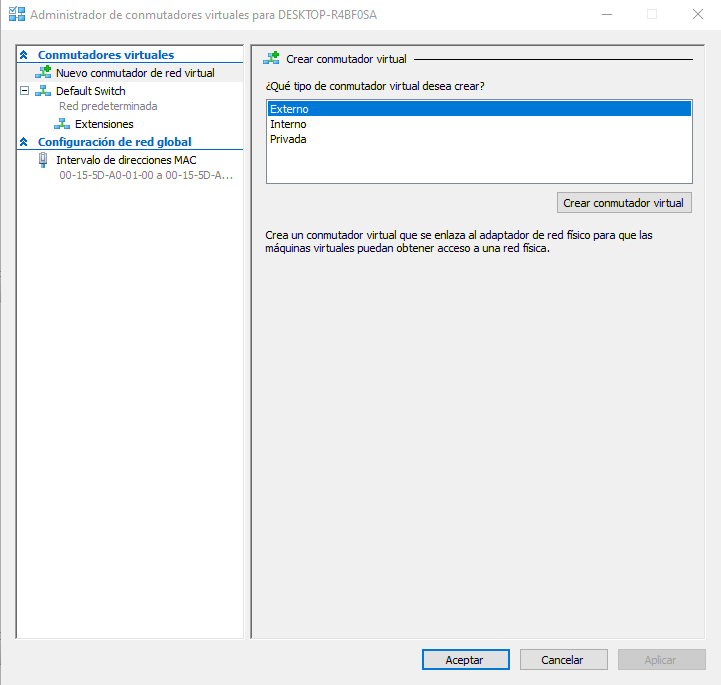 Administrador de conmutadores virtuales para DESKTOP-R4BF0SA
Conmutadores virtuales
Nuevo conmutador de red virtual
Default Switch
Red predeterminada
Extensiones
Configuración de red global
Intervalo de direcciones MAC
00-15-5D-A0-01-00 a 00-15-5D-A...
Crear conmutador virtual
¿Qué tipo de conmutador virtual desea crear?
Externo
Interno
Privada
Crear conmutador virtual
Crea un conmutador virtual que se enlaza al adaptador de red físico para que las
máquinas virtuales puedan obtener acceso a una red física.
Aceptar
Cancelar
Aplicar